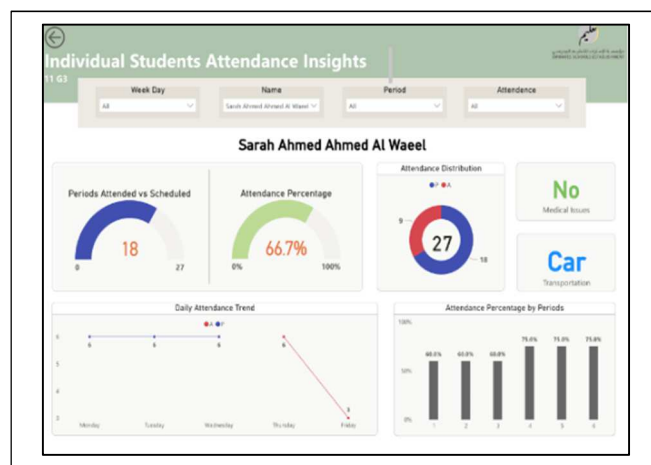 Individual Students Attendance Insights
11 G3
Week Day
Name
Period
Attendence
All
Sarah Ahmed Ahmed Al Waeel
All
All
Sarah Ahmed Ahmed Al Waeel
Periods Attended vs Scheduled
18
0
27
Attendance Percentage
66.7%
0%
100%
Attendance Distribution
P A
9
27
18
No
Medical Issues
Car
Transportation
Daily Attendance Trend
A P
6
5
4
3
6
6
6
6
3
Monday
Tuesday
Wednesday
Thursday
Friday
Attendance Percentage by Periods
100%
50%
0%
60.0%
60.0%
60.0%
75.0%
75.0%
75.0%
1
2
3
4
5
6